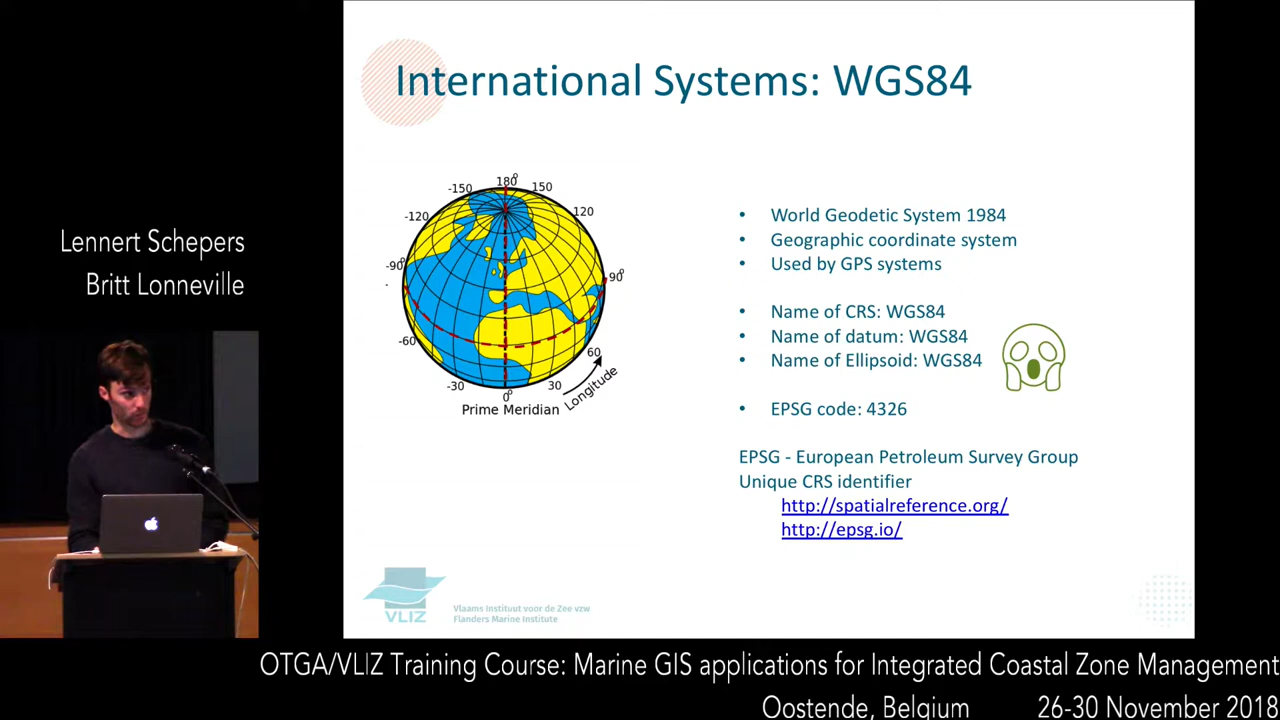 International Systems: WGS84
180°
-150
150
-120
120
-90°
90°
-60
60
-30
0°
30
Longitude
Prime Meridian
• World Geodetic System 1984
• Geographic coordinate system
• Used by GPS systems
• Name of CRS: WGS84
• Name of datum: WGS84
• Name of Ellipsoid: WGS84
• EPSG code: 4326
EPSG - European Petroleum Survey Group
Unique CRS identifier
http://spatialreference.org/
http://epsg.io/
VLIZ
Vlaams Instituut voor de Zee vzw
Flanders Marine Institute
Lennert Schepers
Britt Lonneville
OTGA/VLIZ Training Course: Marine GIS applications for Integrated Coastal Zone Management
Oostende, Belgium 26-30 November 2018